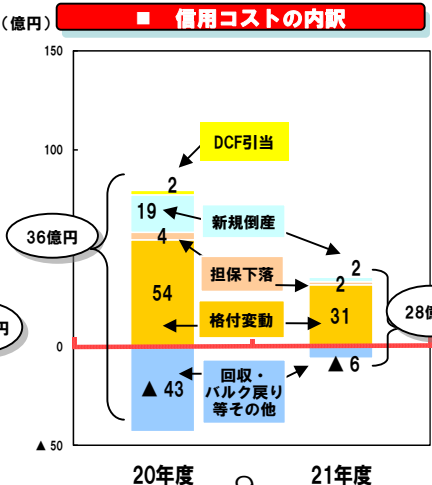 ■ 信用コストの内訳
(億円)
150
100
0
▲ 50
DCF引当
新規倒産
担保下落
格付変動
回収・
バルク戻り
等その他
2
19
4
54
▲ 43
36億円
2
2
31
▲ 6
28億
円
20年度
21年度